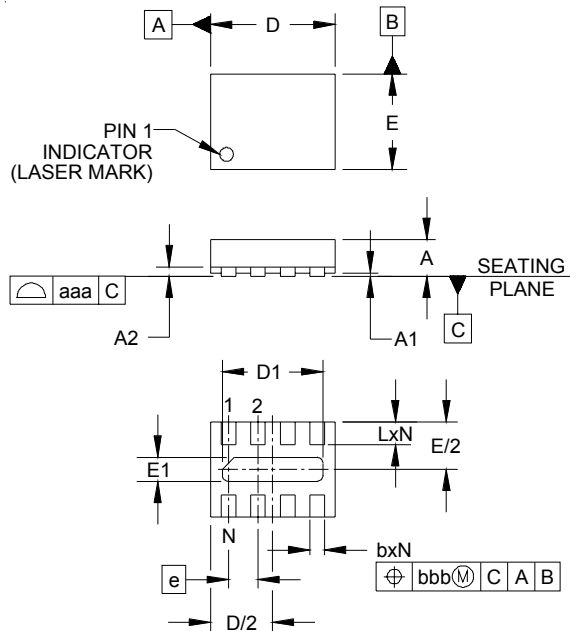 A
D
B
E
PIN 1
INDICATOR
(LASER MARK)
A
SEATING
PLANE
aaa C
C
A2
A1
D1
1 2
LxN
E/2
E1
N
bxN
e
bbb Ⓜ C A B
D/2